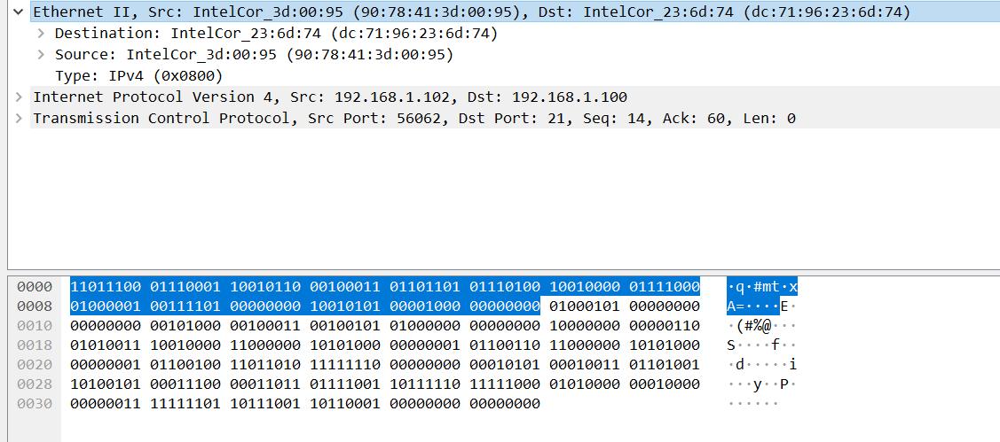 Ethernet II, Src: IntelCor_3d:00:95 (90:78:41:3d:00:95), Dst: IntelCor_23:6d:74 (dc:71:96:23:6d:74)
Destination: IntelCor_23:6d:74 (dc:71:96:23:6d:74)
Source: IntelCor_3d:00:95 (90:78:41:3d:00:95)
Type: IPv4 (0x0800)
Internet Protocol Version 4, Src: 192.168.1.102, Dst: 192.168.1.100
Transmission Control Protocol, Src Port: 56062, Dst Port: 21, Seq: 14, Ack: 60, Len: 0
0000 11011100 01110001 10010110 00100011 01101101 01110100 10010000 01111000 ·q·#mt·x
0008 01000001 00111101 00000000 10010101 00001000 00000000 01000101 00000000 A=····E·
0010 00000000 00101000 00100011 00100101 01000000 00000000 10000000 00000110 ·(#%@···
0018 01010011 10010000 11000000 10101000 00000001 01100110 11000000 10101000 S····f··
0020 00000001 01100100 11011010 11111110 00000000 00010101 00010011 01101001 ·d·····i
0028 10100101 00011100 00011011 01111001 10111110 11111000 01010000 00010000 ···y··P·
0030 00000011 11111101 10111001 10110001 00000000 00000000 ······